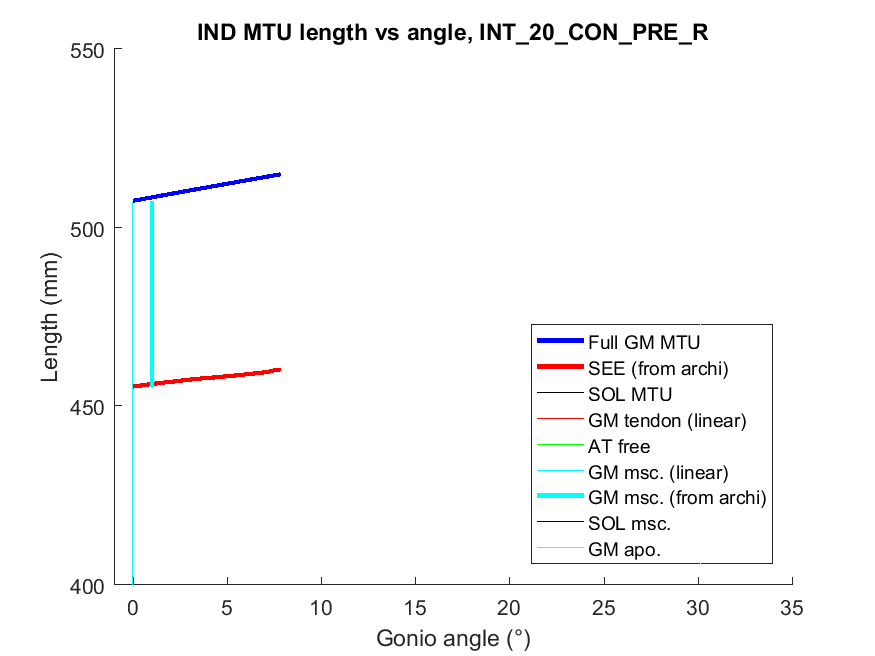 IND MTU length vs angle, INT_20_CON_PRE_R
550
500
450
400
Length (mm)
0 5 10 15 20 25 30 35
Gonio angle (°)
Full GM MTU
SEE (from archi)
SOL MTU
GM tendon (linear)
AT free
GM msc. (linear)
GM msc. (from archi)
SOL msc.
GM apo.